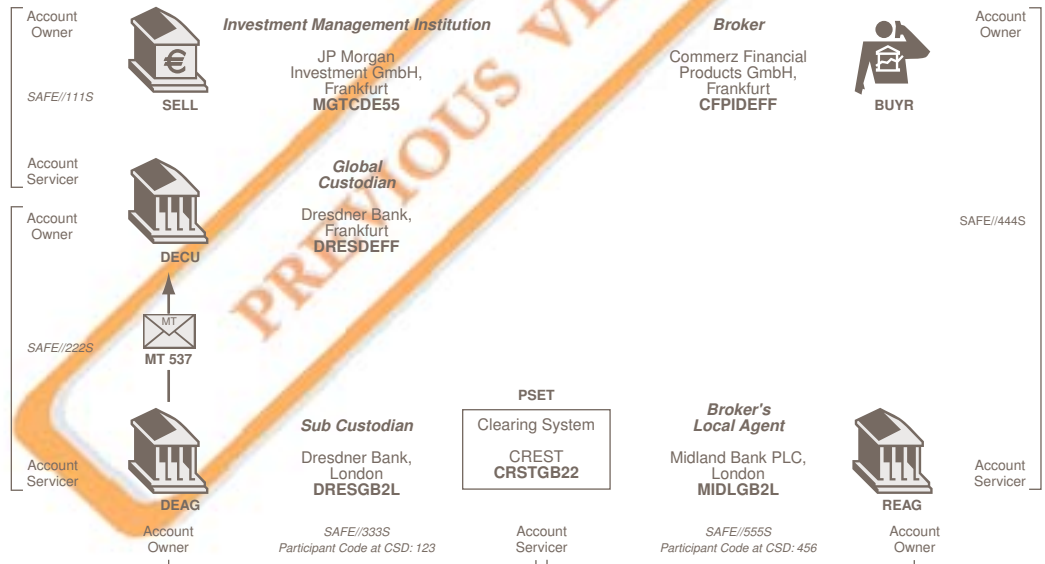 Account
Owner
Investment Management Institution
Broker
Account
Owner
JP Morgan
Investment GmbH,
Frankfurt
MGTCDE55
Commerz Financial
Products GmbH,
Frankfurt
CFPIDEFF
€
SAFE//111S
SELL
BUYR
Account
Servicer
Account
Owner
Global
Custodian
Dresdner Bank,
Frankfurt
DRESDEFF
SAFE//444S
DECU
MT
SAFE//222S
MT 537
PREVIOUS
PSET
Sub Custodian
Clearing System
Broker's
Local Agent
Dresdner Bank,
London
DRESGB2L
CREST
CRSTGB22
Midland Bank PLC,
London
MIDLGB2L
Account
Servicer
Account
Servicer
DEAG
REAG
Account
Owner
SAFE//333S
Participant Code at CSD: 123
Account
Servicer
SAFE//555S
Participant Code at CSD: 456
Account
Owner